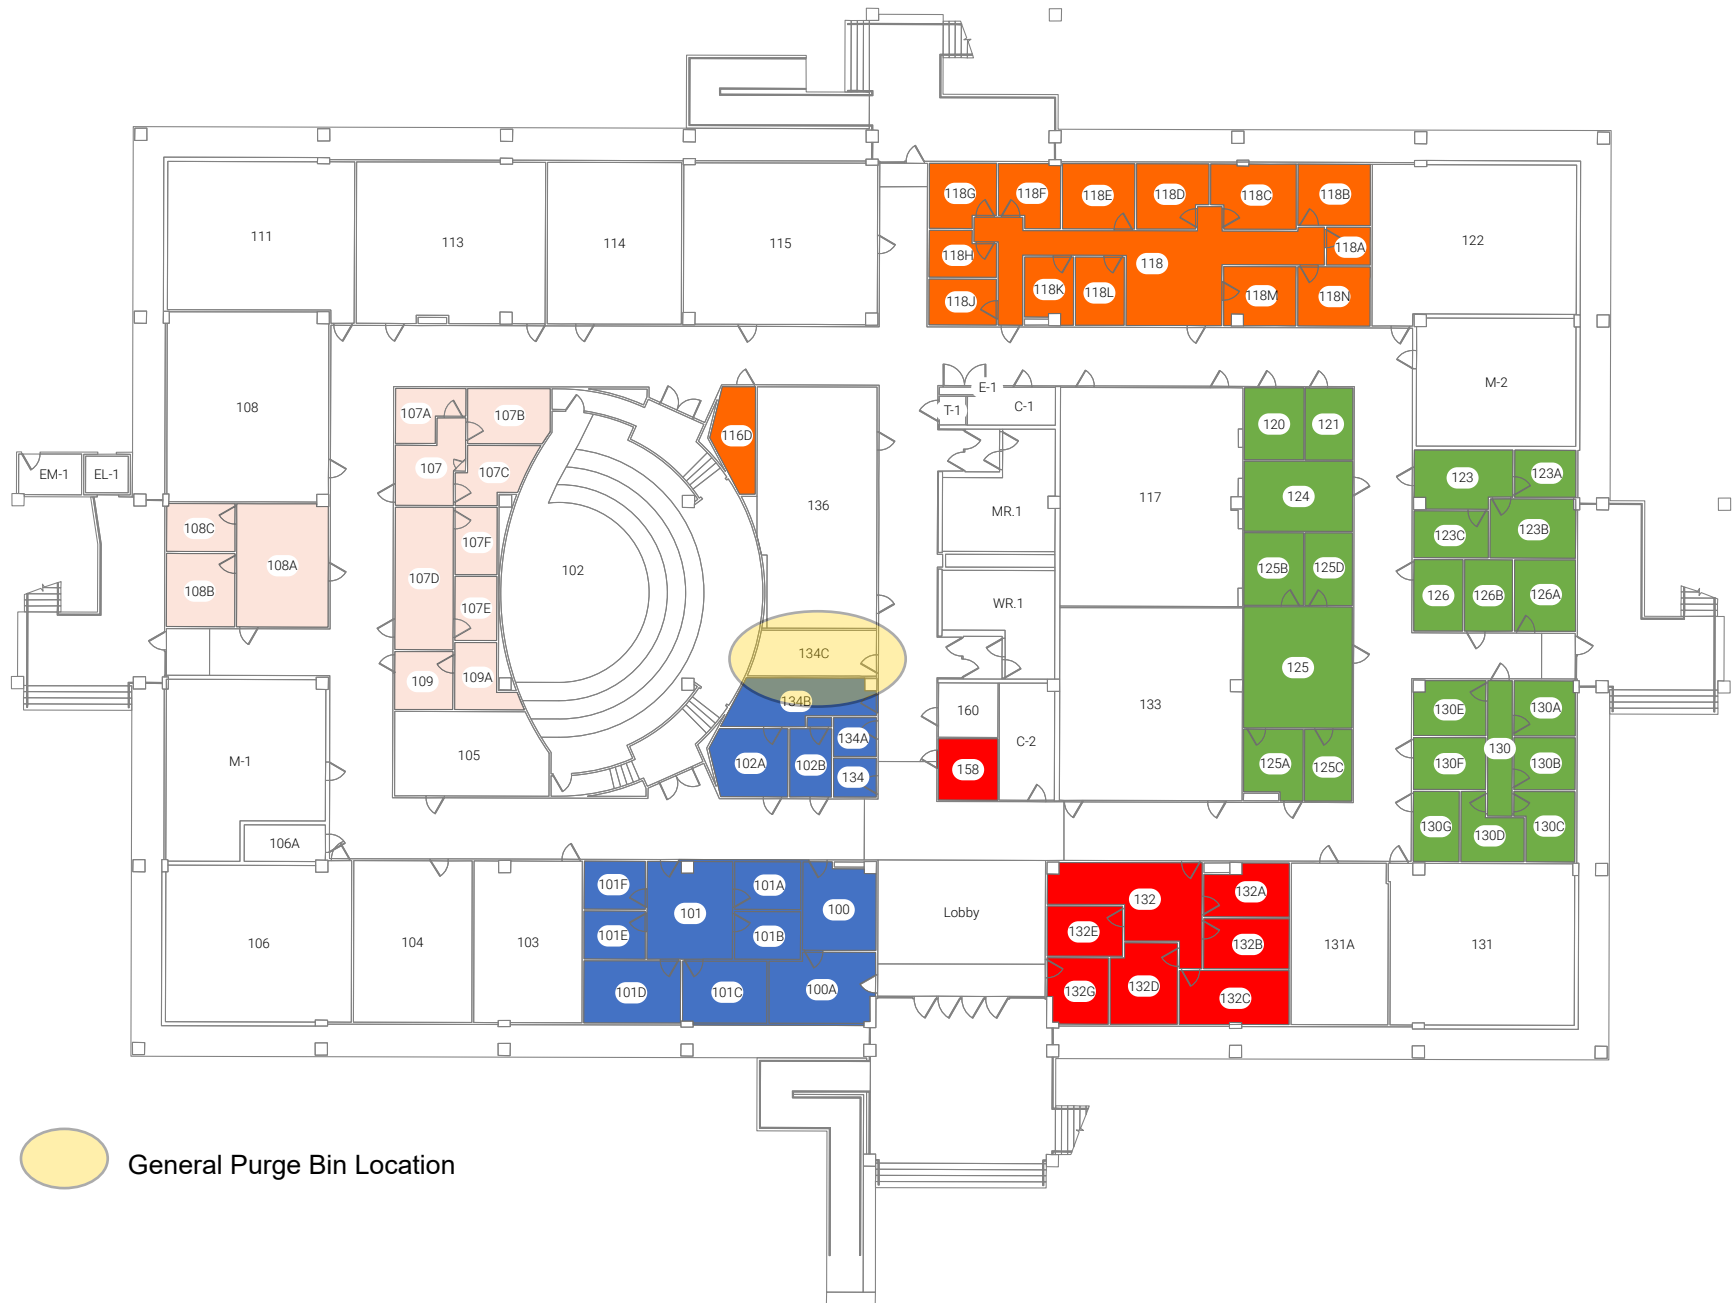 118G
118F
118E
118D
118C
118B
111
113
114
115
118H
118
118A
122
118J
118K
118L
118M
118N
E-1
M-2
108
107A
107B
T-1
C-1
120
121
116D
107
107C
EM-1
EL-1
123
123A
136
117
124
MR.1
108C
107F
123C
123B
108A
102
107D
125B
125D
108B
107E
WR.1
126
126B
126A
134C
125
109
109A
134B
160
133
130E
130A
134A
C-2
130
M-1
105
102A
102B
134
158
125A
125C
130F
130B
106A
130G
130D
130C
101F
101A
132A
101
100
Lobby
132
106
104
103
101E
101B
132E
132B
131A
131
101D
101C
100A
132G
132D
132C
General Purge Bin Location